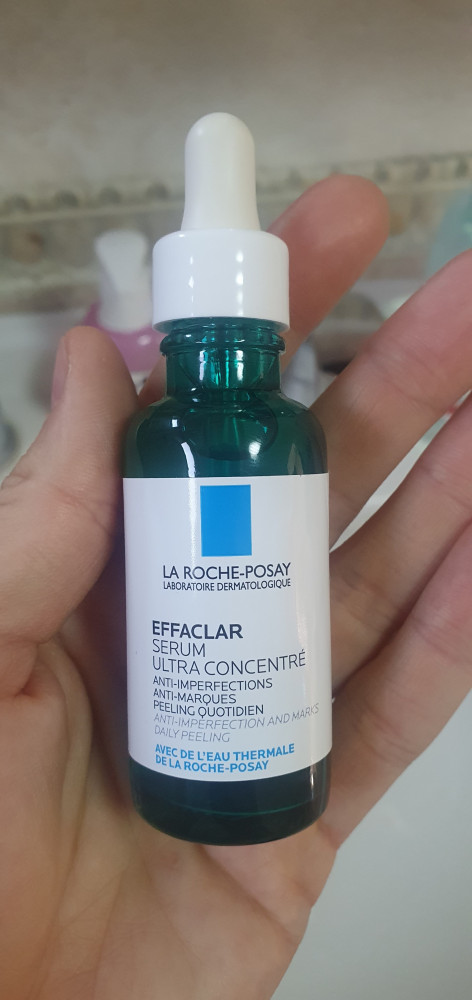 LA ROCHE-POSAY
LABORATOIRE DERMATOLOGIQUE
EFFACLAR
SERUM
ULTRA CONCENTRÉ
ANTI-IMPERFECTIONS
ANTI-MARQUES
PEELING QUOTIDIEN
ANTI-IMPERFECTION AND MARKS
DAILY PEELING
AVEC DE L'EAU THERMALE
DE LA ROCHE-POSAY